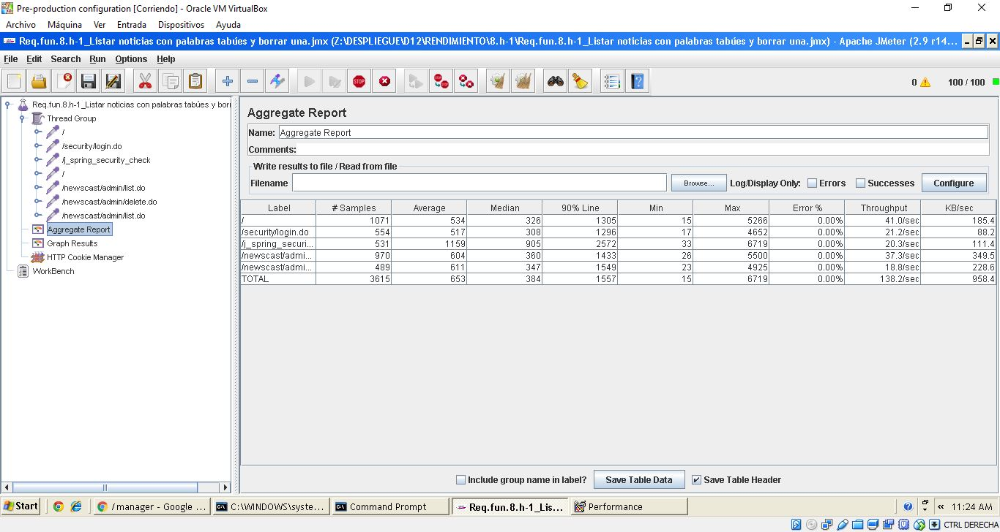 Pre-production configuration [Corriendo] - Oracle VM VirtualBox
Archivo Máquina Ver Entrada Dispositivos Ayuda
Req.fun.8.h-1_Listar noticias con palabras tabúes y borrar una.jmx (Z:\DESPLIEGUE\D12\RENDIMIENTO\8.h-1\Req.fun.8.h-1_Listar noticias con palabras tabúes y borrar una.jmx) - Apache JMeter (2.9 r14...
File Edit Search Run Options Help
STOP 0 100 / 100
Req.fun.8.h-1_Listar noticias con palabras tabúes y borr
Thread Group
/
/security/login.do
/j_spring_security_check
/
/newscast/admin/list.do
/newscast/admin/delete.do
/newscast/admin/list.do
Aggregate Report
Graph Results
HTTP Cookie Manager
WorkBench
Aggregate Report
Name: Aggregate Report
Comments:
Write results to file / Read from file
Filename Browse... Log/Display Only: Errors Successes Configure
Label # Samples Average Median 90% Line Min Max Error % Throughput KB/sec
/ 1071 534 326 1305 15 5266 0.00% 41.0/sec 185.4
/security/login.do 554 517 308 1296 17 4652 0.00% 21.2/sec 88.2
/j_spring_securi... 531 1159 905 2572 33 6719 0.00% 20.3/sec 111.4
/newscast/admi... 970 604 360 1433 26 5500 0.00% 37.3/sec 349.5
/newscast/admi... 489 611 347 1549 23 4925 0.00% 18.8/sec 228.6
TOTAL 3615 653 384 1557 15 6719 0.00% 138.2/sec 958.4
Include group name in label? Save Table Data Save Table Header
Start /manager - Google ... C:\WINDOWS\syste... Command Prompt Req.fun.8.h-1_Lis... Performance « 11:24 AM
CTRL DERECHA